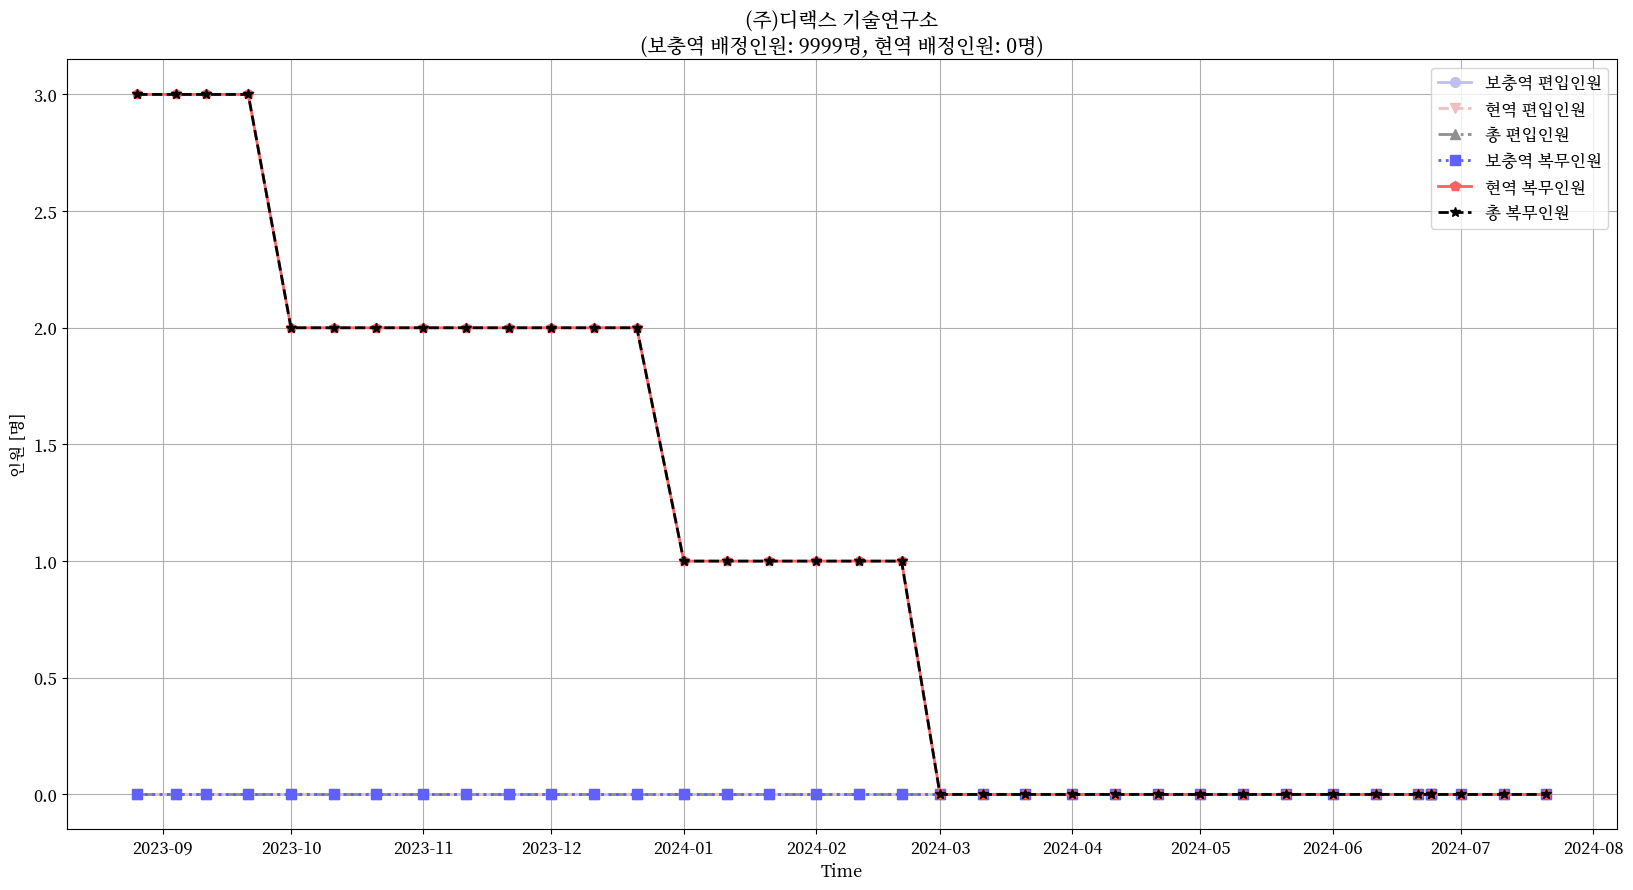 (주)디랙스 기술연구소
(보충역 배정인원: 9999명, 현역 배정인원: 0명)
보충역 편입인원
현역 편입인원
총 편입인원
보충역 복무인원
현역 복무인원
총 복무인원
3.0
2.5
2.0
1.5
1.0
0.5
0.0
인원 [명]
2023-09 2023-10 2023-11 2023-12 2024-01 2024-02 2024-03 2024-04 2024-05 2024-06 2024-07 2024-08
Time